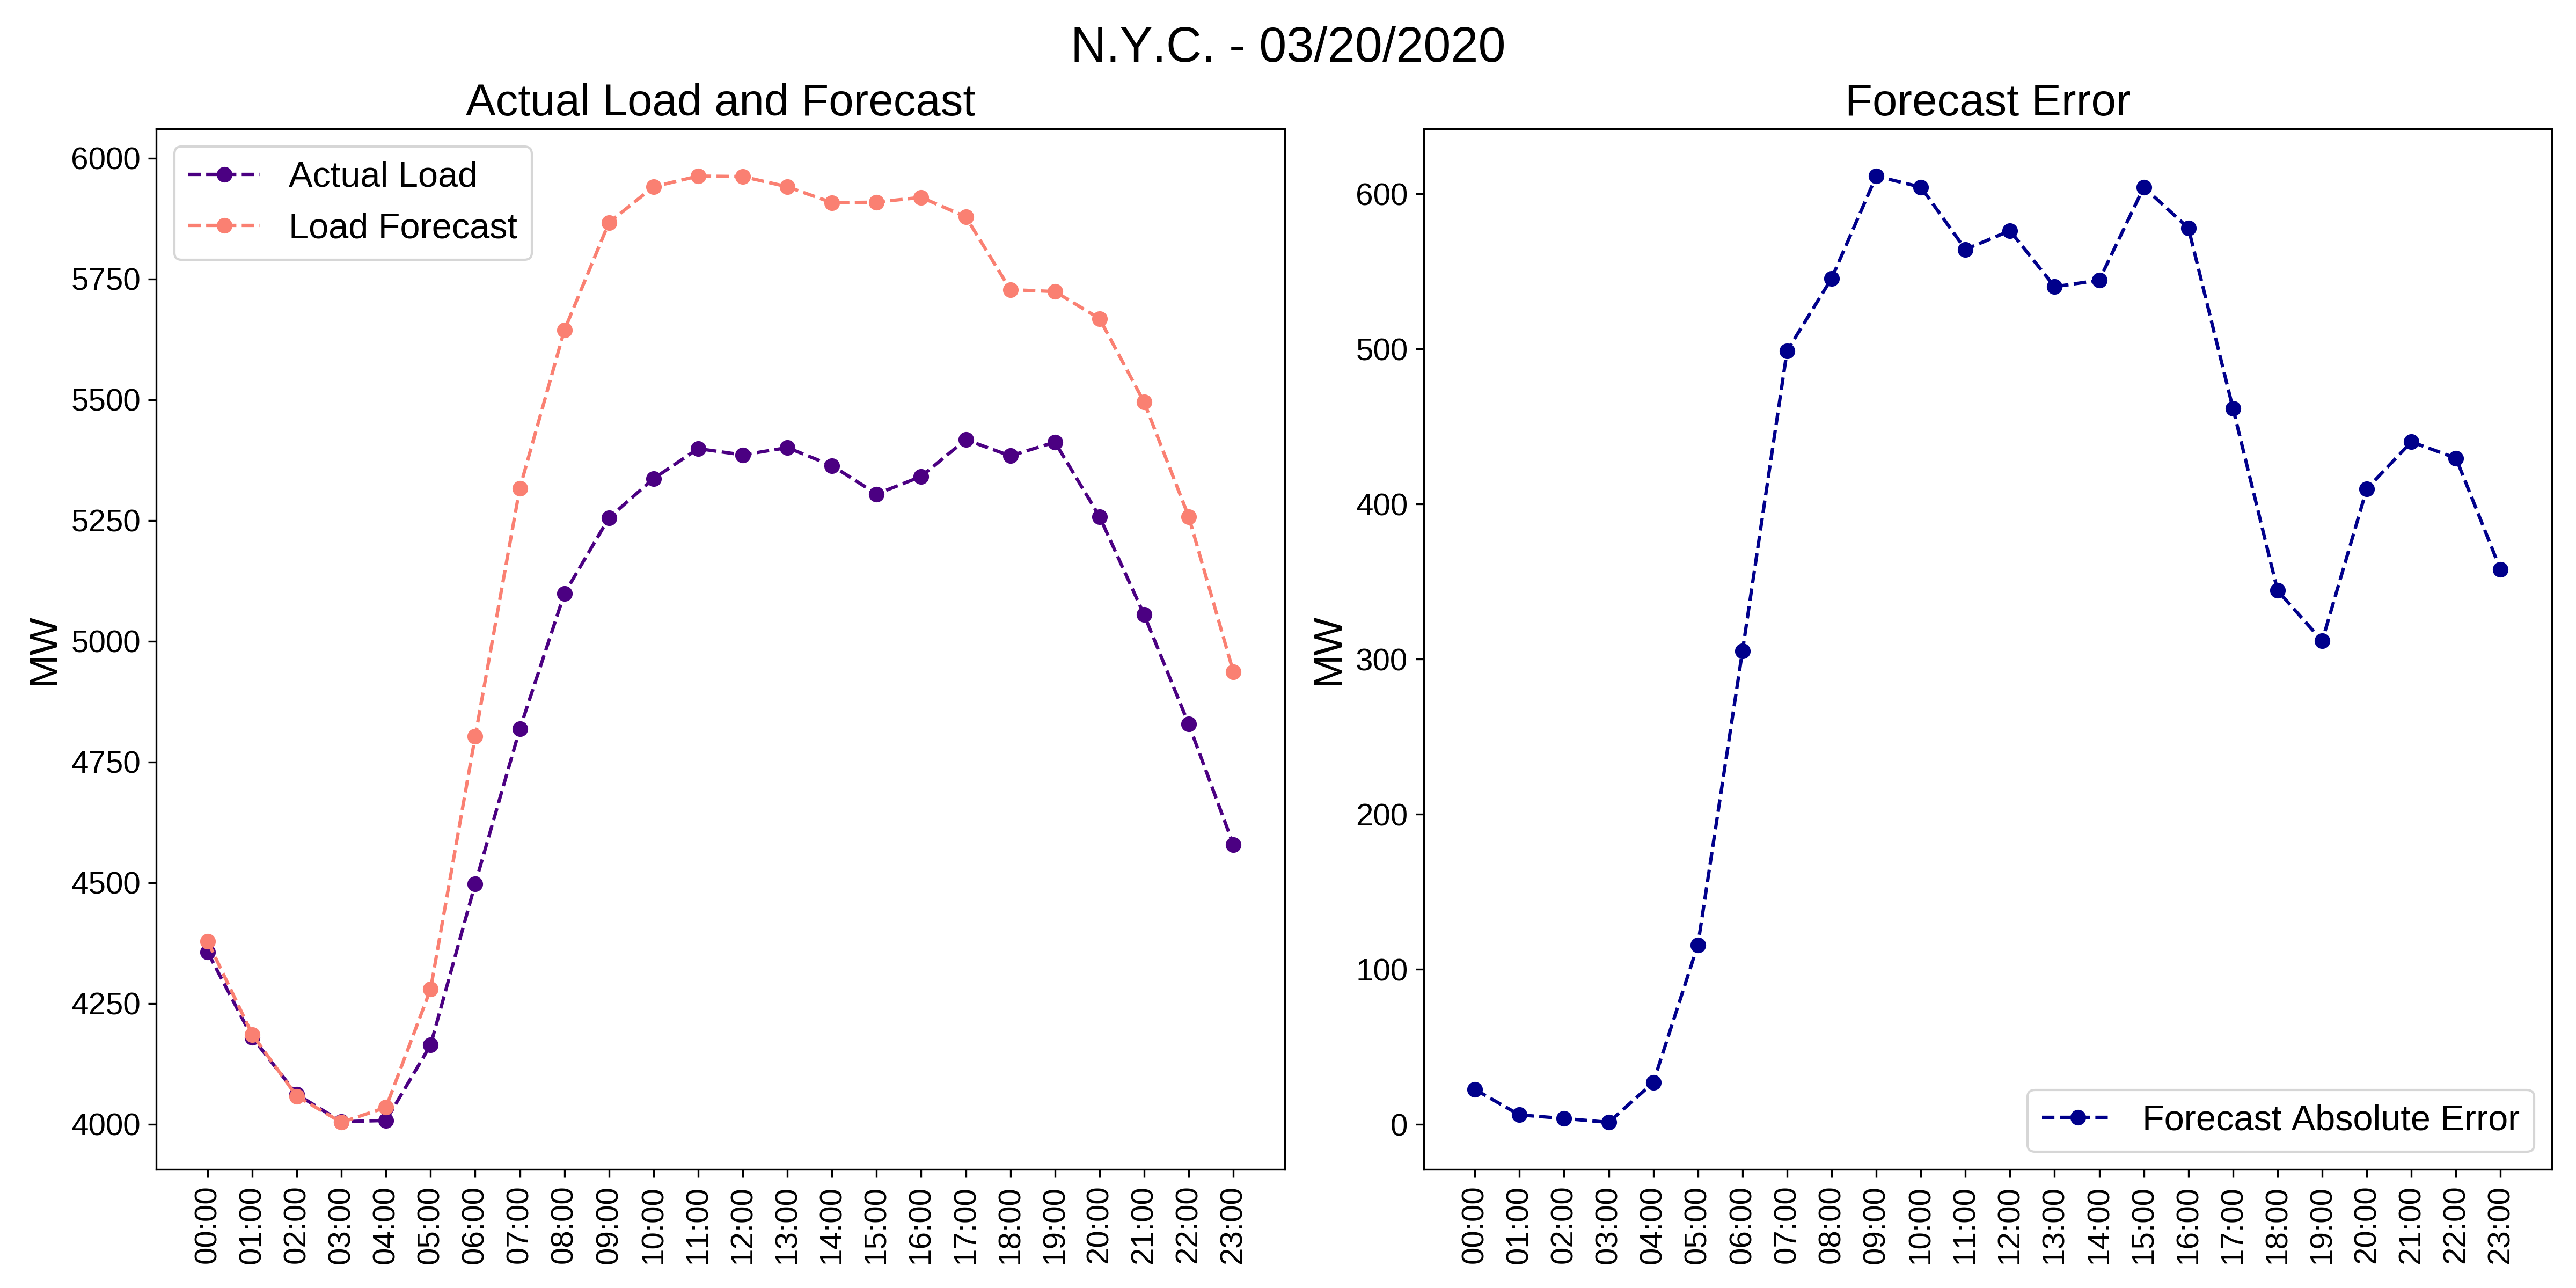 N.Y.C. - 03/20/2020
Actual Load and Forecast
Actual Load
Load Forecast
MW
6000
5750
5500
5250
5000
4750
4500
4250
4000
00:00 01:00 02:00 03:00 04:00 05:00 06:00 07:00 08:00 09:00 10:00 11:00 12:00 13:00 14:00 15:00 16:00 17:00 18:00 19:00 20:00 21:00 22:00 23:00
Forecast Error
MW
600
500
400
300
200
100
0
Forecast Absolute Error
00:00 01:00 02:00 03:00 04:00 05:00 06:00 07:00 08:00 09:00 10:00 11:00 12:00 13:00 14:00 15:00 16:00 17:00 18:00 19:00 20:00 21:00 22:00 23:00